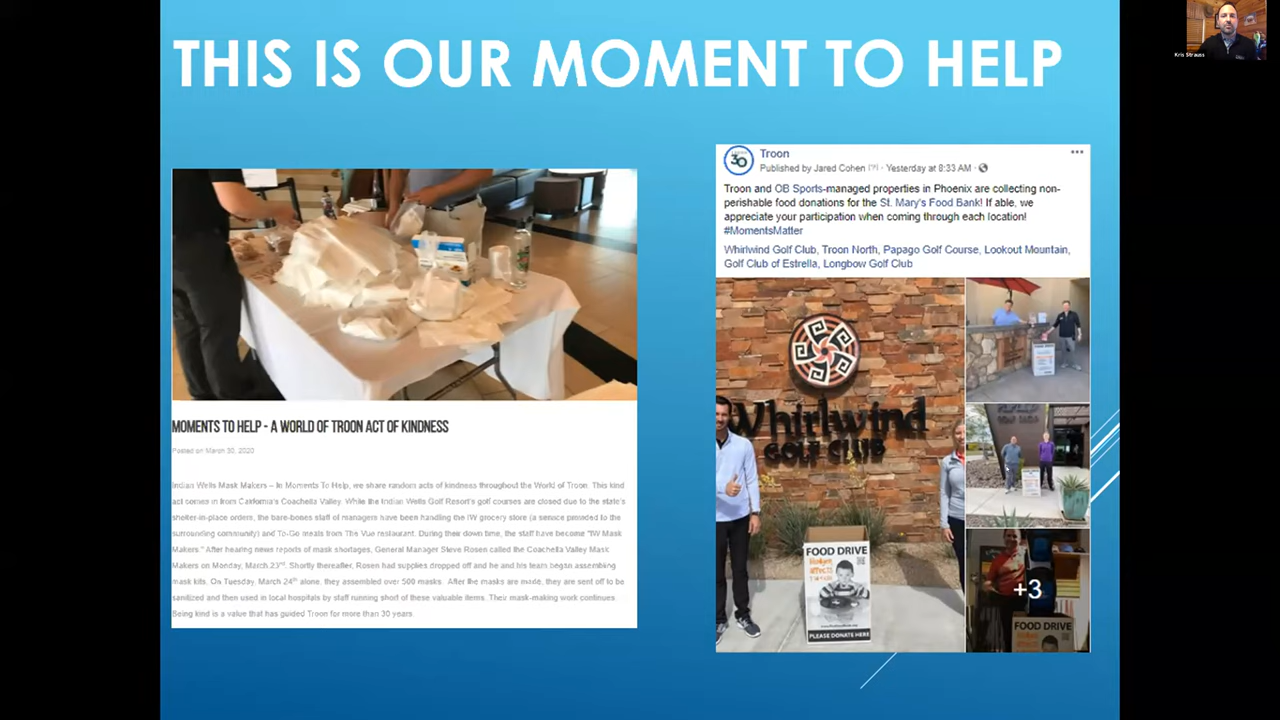 THIS IS OUR MOMENT TO HELP
Kris Strauss
MOMENTS TO HELP - A WORLD OF TROON ACT OF KINDNESS
Posted on March 30, 2020
Indian Wells Mask Makers – In Moments To Help, we share random acts of kindness throughout the World of Troon. This kind
act comes in from California's Coachella Valley. While the Indian Wells Golf Resort's golf courses are closed due to the state's
shelter-in-place orders, the bare-bones staff of managers have been handling the IW grocery store (a service provided to the
surrounding community) and To-Go meals from The Vue restaurant. During their down time, the staff have become "IW Mask
Makers." After hearing news reports of mask shortages, General Manager Steve Rosen called the Coachella Valley Mask
Makers on Monday, March 23rd. Shortly thereafter, Rosen had supplies dropped off and he and his team began assembling
mask kits. On Tuesday, March 24th alone, they assembled over 500 masks. After the masks are made, they are sent off to be
sanitized and then used in local hospitals by staff running short of these valuable items. Their mask-making work continues
Being kind is a value that has guided Troon for more than 30 years.
30
Troon
Published by Jared Cohen [?] · Yesterday at 8:33 AM ·
Troon and OB Sports-managed properties in Phoenix are collecting non-
perishable food donations for the St. Mary's Food Bank! If able, we
appreciate your participation when coming through each location!
#MomentsMatter
Whirlwind Golf Club, Troon North, Papago Golf Course, Lookout Mountain,
Golf Club of Estrella, Longbow Golf Club
Whirlwind
GOLF CLUB
FOOD DRIVE
Hunger
affects
PLEASE DONATE HERE
FOOD DRIVE
+3
FOOD DRIVE